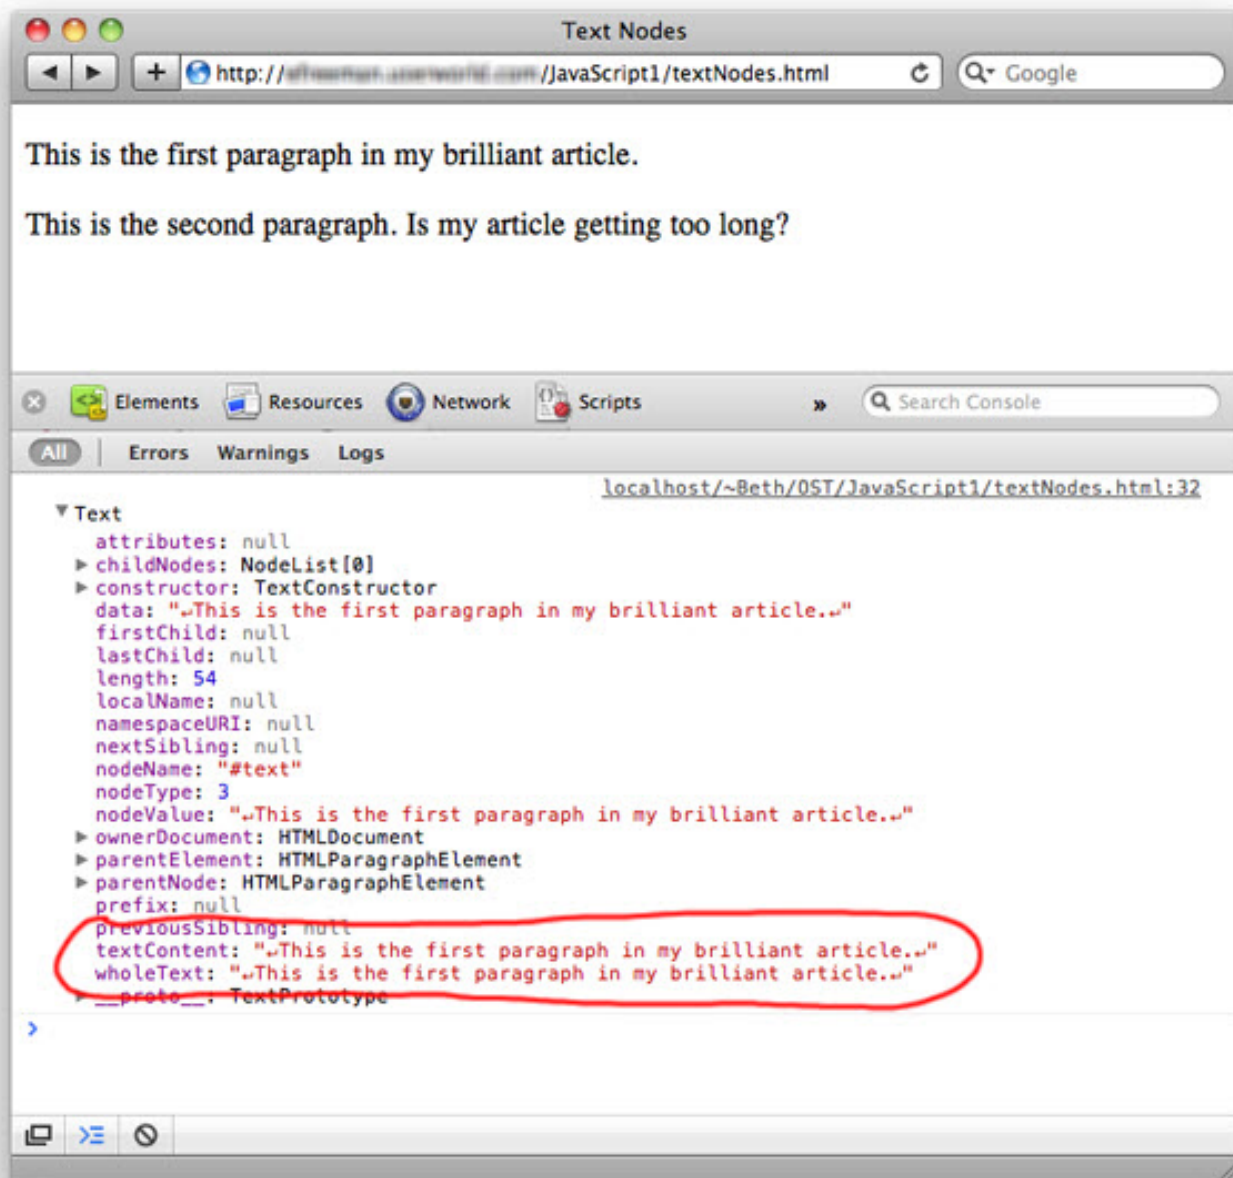 Text Nodes
http:// /JavaScript1/textNodes.html Google
This is the first paragraph in my brilliant article.
This is the second paragraph. Is my article getting too long?
Elements Resources Network Scripts » Search Console
All Errors Warnings Logs
localhost/~Beth/OST/JavaScript1/textNodes.html:32
▼Text
attributes: null
▶childNodes: NodeList[0]
▶constructor: TextConstructor
data: "↵This is the first paragraph in my brilliant article.↵"
firstChild: null
lastChild: null
length: 54
localName: null
namespaceURI: null
nextSibling: null
nodeName: "#text"
nodeType: 3
nodeValue: "↵This is the first paragraph in my brilliant article.↵"
▶ownerDocument: HTMLDocument
▶parentElement: HTMLParagraphElement
▶parentNode: HTMLParagraphElement
prefix: null
previousSibling: null
textContent: "↵This is the first paragraph in my brilliant article.↵"
wholeText: "↵This is the first paragraph in my brilliant article.↵"
▶__proto__: TextPrototype